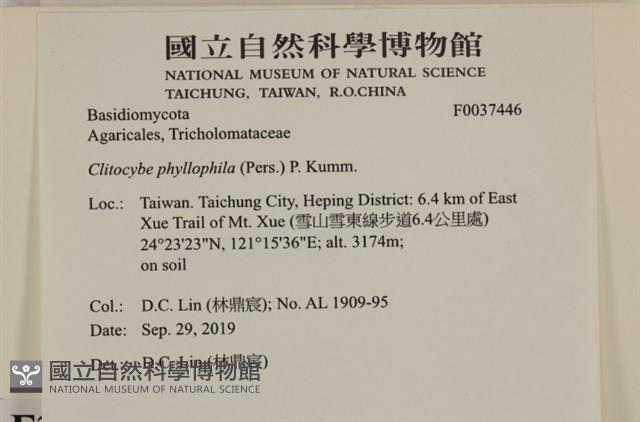 國立自然科學博物館
NATIONAL MUSEUM OF NATURAL SCIENCE
TAICHUNG, TAIWAN, R.O.CHINA
Basidiomycota F0037446
Agaricales, Tricholomataceae
Clitocybe phyllophila (Pers.) P. Kumm.
Loc.: Taiwan. Taichung City, Heping District: 6.4 km of East
Xue Trail of Mt. Xue (雪山雪東線步道6.4公里處)
24°23'23"N, 121°15'36"E; alt. 3174m;
on soil
Col.: D.C. Lin (林鼎宸); No. AL 1909-95
Date: Sep. 29, 2019
D.C. Lin (林鼎宸)
國立自然科學博物館
NATIONAL MUSEUM OF NATURAL SCIENCE